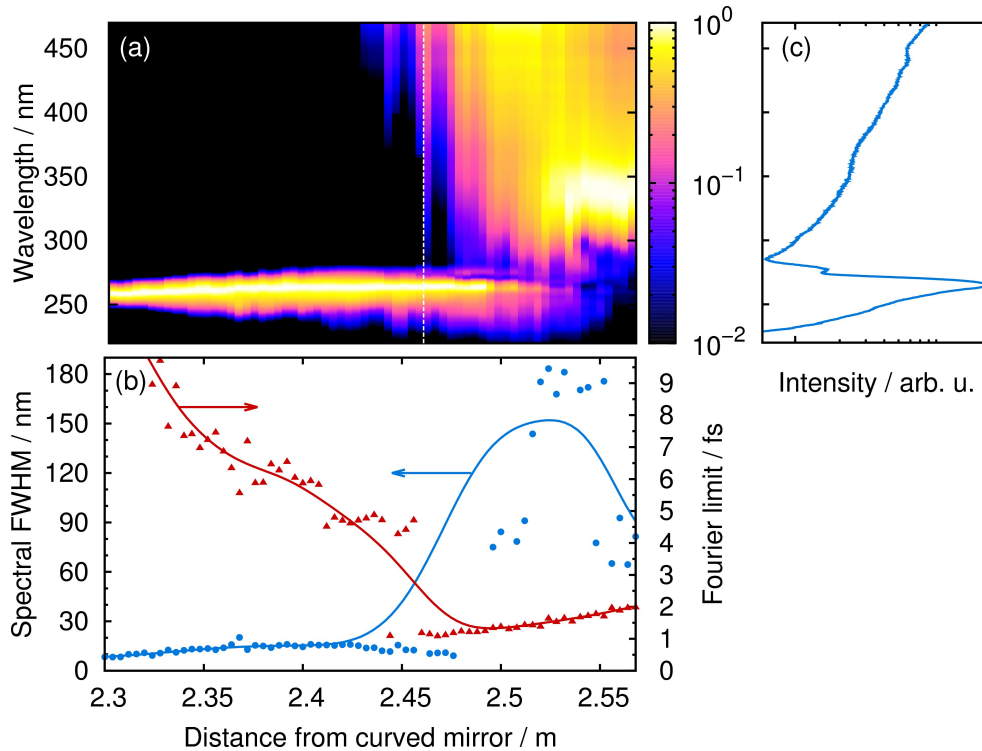 (a)
450
400
350
300
250
Wavelength / nm
10^0
10^-1
10^-2
(c)
Intensity / arb. u.
(b)
180
150
120
90
60
30
0
Spectral FWHM / nm
9
8
7
6
5
4
3
2
1
0
Fourier limit / fs
2.3 2.35 2.4 2.45 2.5 2.55
Distance from curved mirror / m